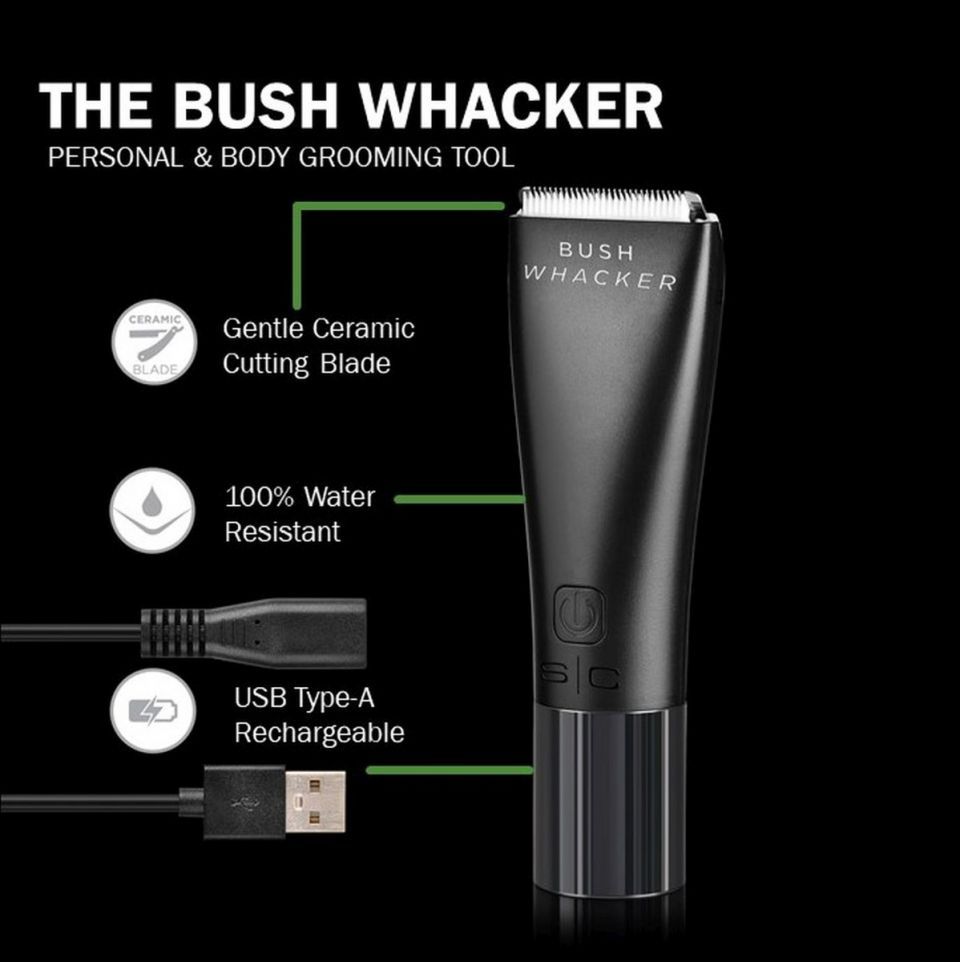 THE BUSH WHACKER
PERSONAL & BODY GROOMING TOOL
BUSH
WHACKER
CERAMIC
BLADE
Gentle Ceramic
Cutting Blade
100% Water
Resistant
S|C
USB Type-A
Rechargeable